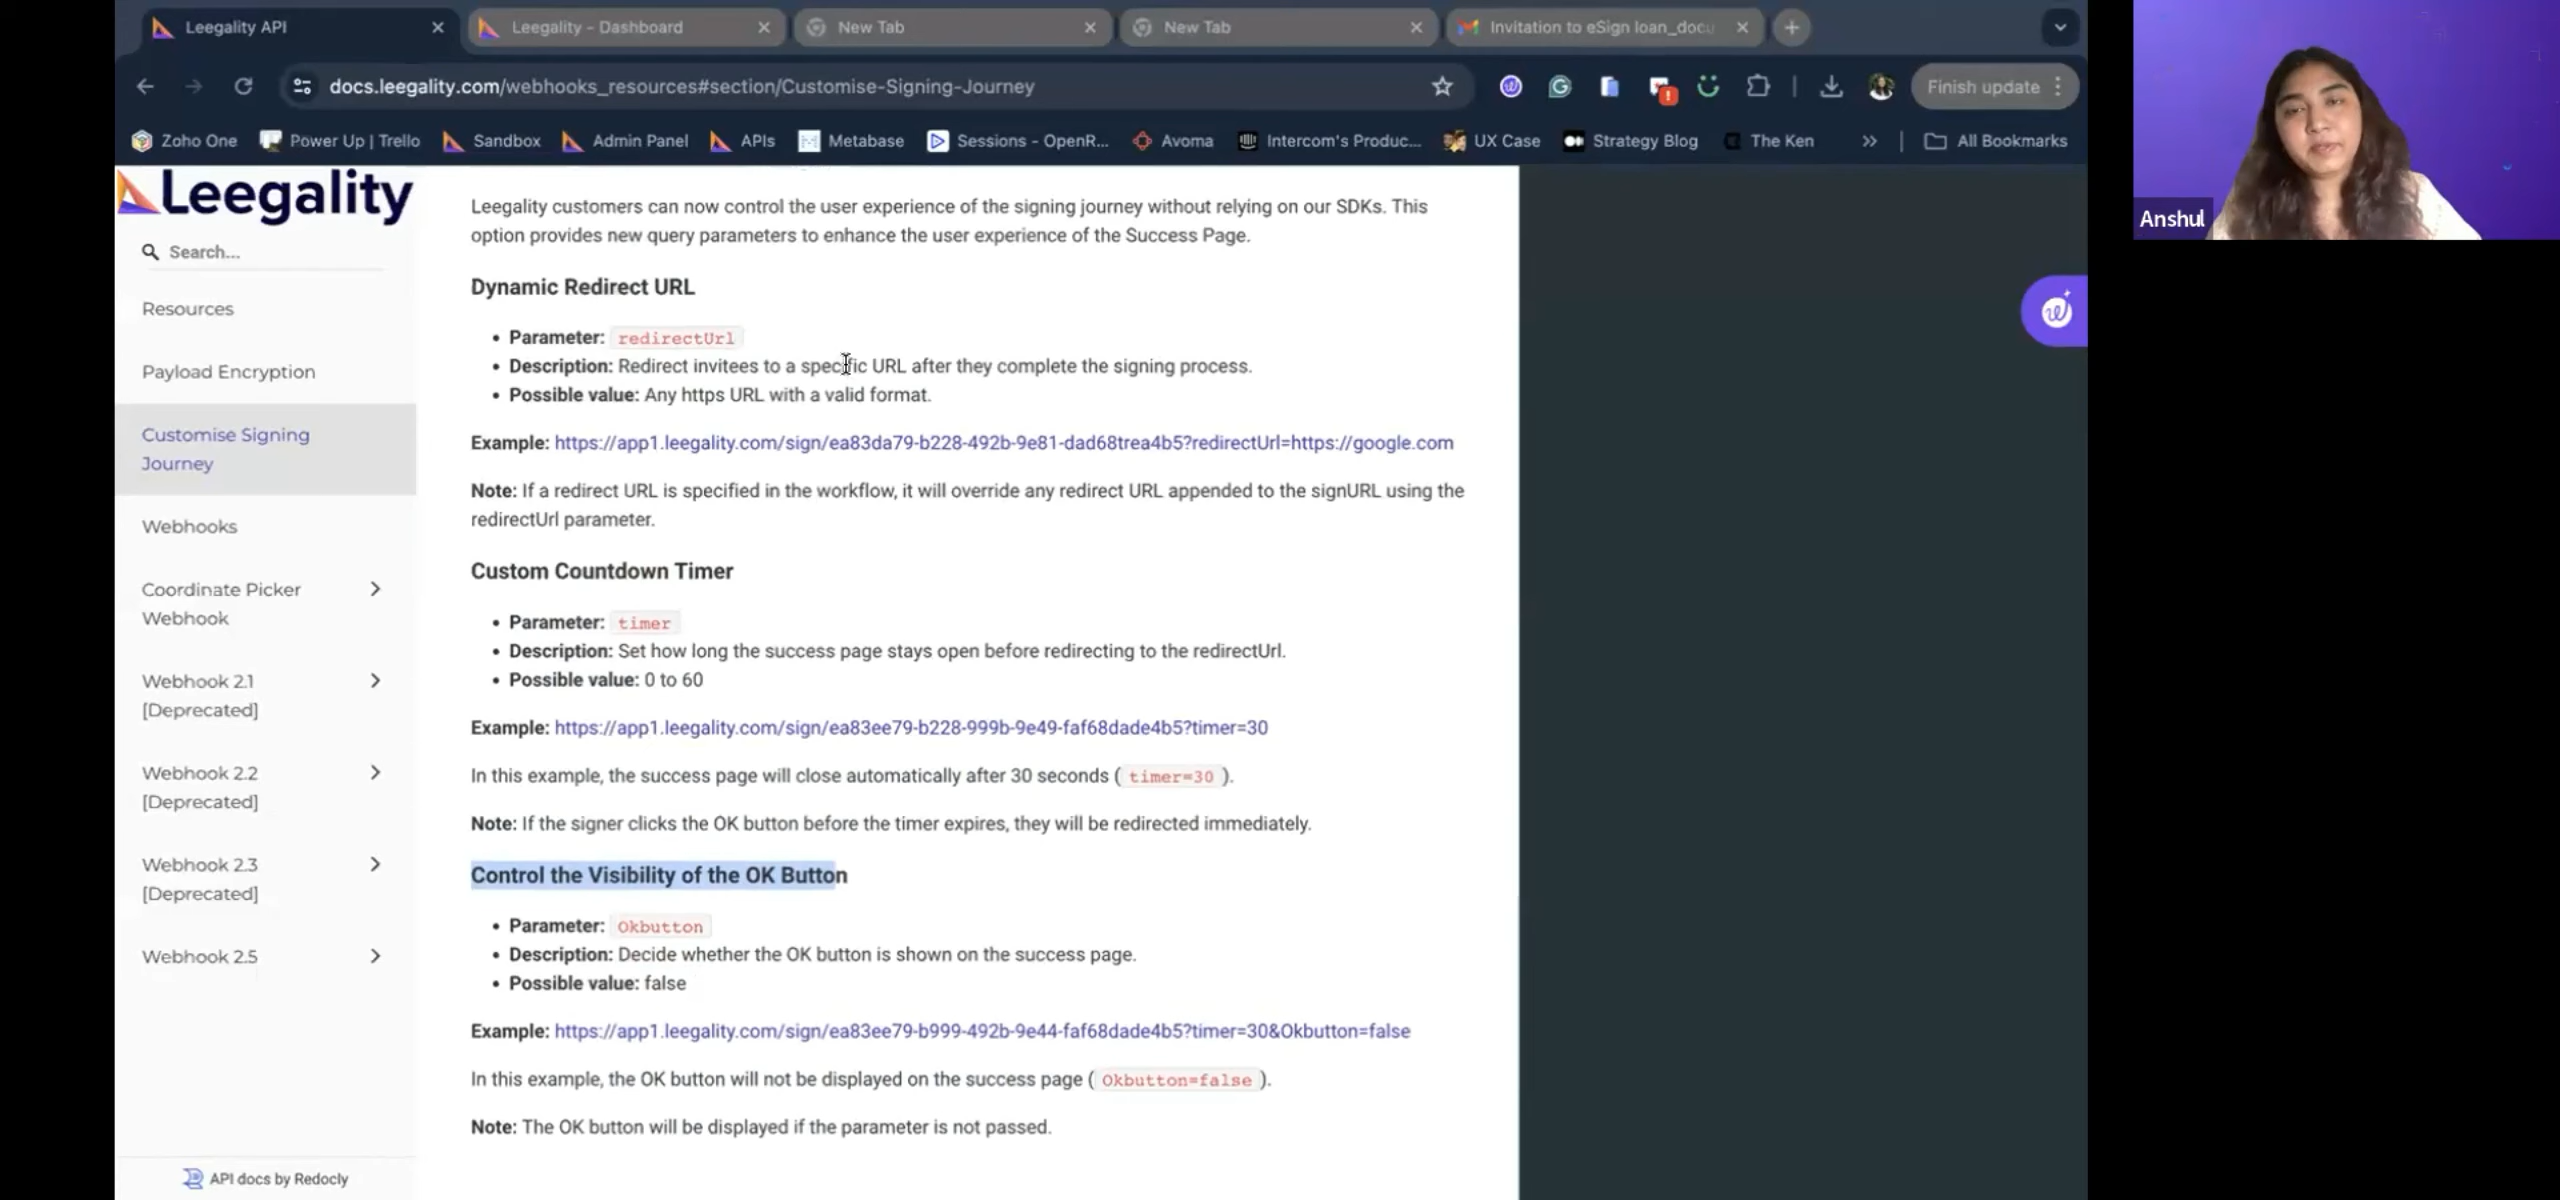 Leegality API
Leegality - Dashboard
New Tab
New Tab
Invitation to eSign loan_docu
docs.leegality.com/webhooks_resources#section/Customise-Signing-Journey
Finish update
Zoho One
Power Up | Trello
Sandbox
Admin Panel
APIs
Metabase
Sessions - OpenR...
Avoma
Intercom's Produc...
UX Case
Strategy Blog
The Ken
All Bookmarks
Anshul
Leegality
Search...
Resources
Payload Encryption
Customise Signing
Journey
Webhooks
Coordinate Picker
Webhook
Webhook 2.1
[Deprecated]
Webhook 2.2
[Deprecated]
Webhook 2.3
[Deprecated]
Webhook 2.5
API docs by Redocly
Leegality customers can now control the user experience of the signing journey without relying on our SDKs. This
option provides new query parameters to enhance the user experience of the Success Page.
Dynamic Redirect URL
• Parameter: redirectUrl
• Description: Redirect invitees to a specific URL after they complete the signing process.
• Possible value: Any https URL with a valid format.
Example: https://app1.leegality.com/sign/ea83da79-b228-492b-9e81-dad68trea4b5?redirectUrl=https://google.com
Note: If a redirect URL is specified in the workflow, it will override any redirect URL appended to the signURL using the
redirectUrl parameter.
Custom Countdown Timer
• Parameter: timer
• Description: Set how long the success page stays open before redirecting to the redirectUrl.
• Possible value: 0 to 60
Example: https://app1.leegality.com/sign/ea83ee79-b228-999b-9e49-faf68dade4b5?timer=30
In this example, the success page will close automatically after 30 seconds ( timer=30 ).
Note: If the signer clicks the OK button before the timer expires, they will be redirected immediately.
Control the Visibility of the OK Button
• Parameter: Okbutton
• Description: Decide whether the OK button is shown on the success page.
• Possible value: false
Example: https://app1.leegality.com/sign/ea83ee79-b999-492b-9e44-faf68dade4b5?timer=30&Okbutton=false
In this example, the OK button will not be displayed on the success page ( Okbutton=false ).
Note: The OK button will be displayed if the parameter is not passed.